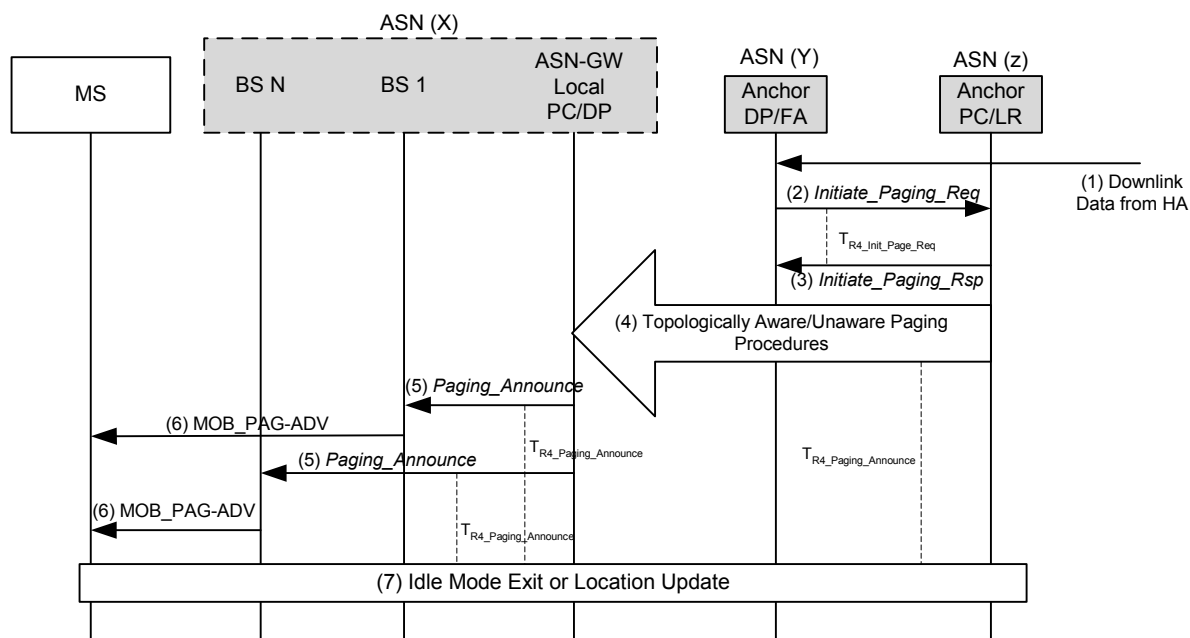 ASN (X)
MS
BS N
BS 1
ASN-GW
Local
PC/DP
ASN (Y)
Anchor
DP/FA
ASN (z)
Anchor
PC/LR
(1) Downlink
Data from HA
(2) Initiate_Paging_Req
TR4_Init_Page_Req
(3) Initiate_Paging_Rsp
(4) Topologically Aware/Unaware Paging
Procedures
(5) Paging_Announce
(6) MOB_PAG-ADV
TR4_Paging_Announce
TR4_Paging_Announce
(5) Paging_Announce
(6) MOB_PAG-ADV
TR4_Paging_Announce
(7) Idle Mode Exit or Location Update